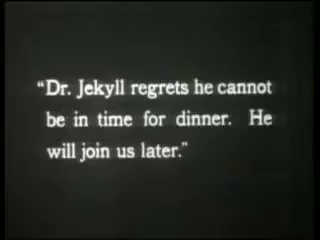 "Dr. Jekyll regrets he cannot
be in time for dinner. He
will join us later."